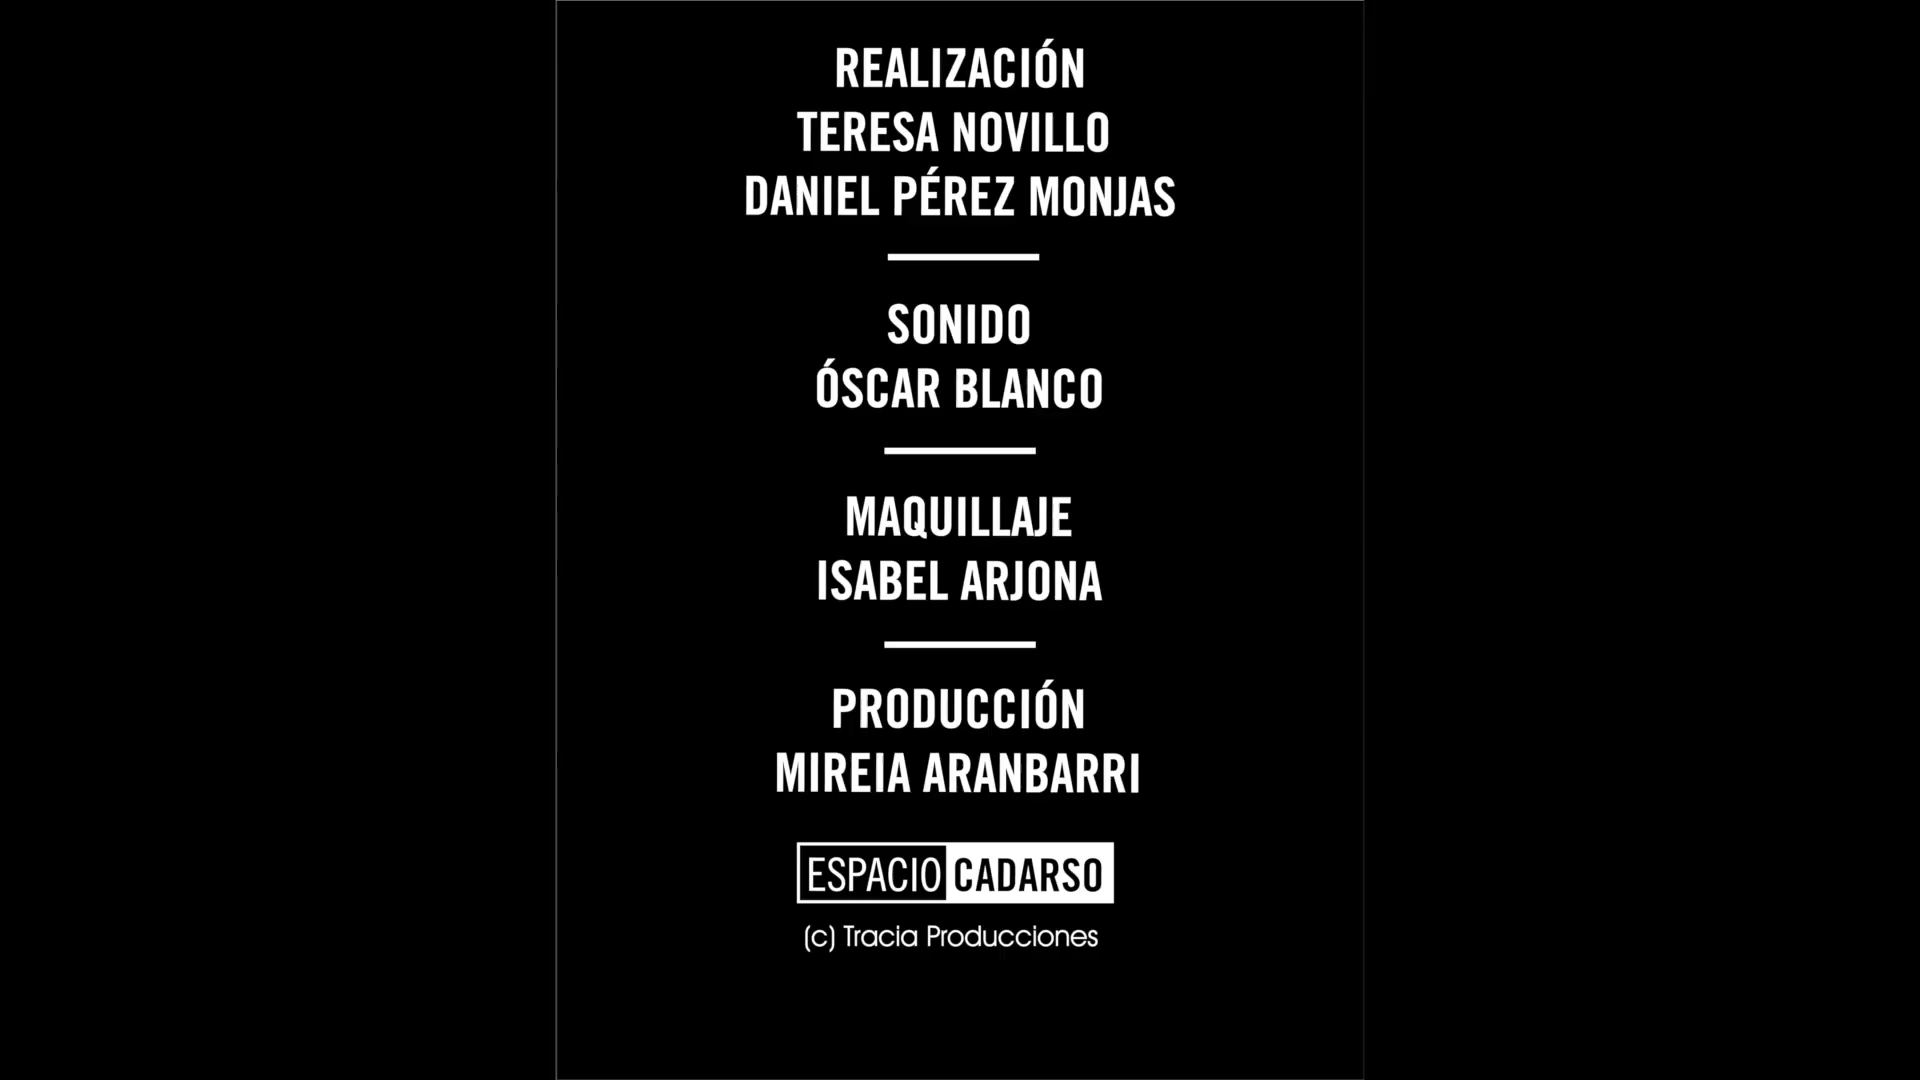 REALIZACIÓN
TERESA NOVILLO
DANIEL PÉREZ MONJAS
SONIDO
ÓSCAR BLANCO
MAQUILLAJE
ISABEL ARJONA
PRODUCCIÓN
MIREIA ARANBARRI
ESPACIO CADARSO
(c) Tracia Producciones